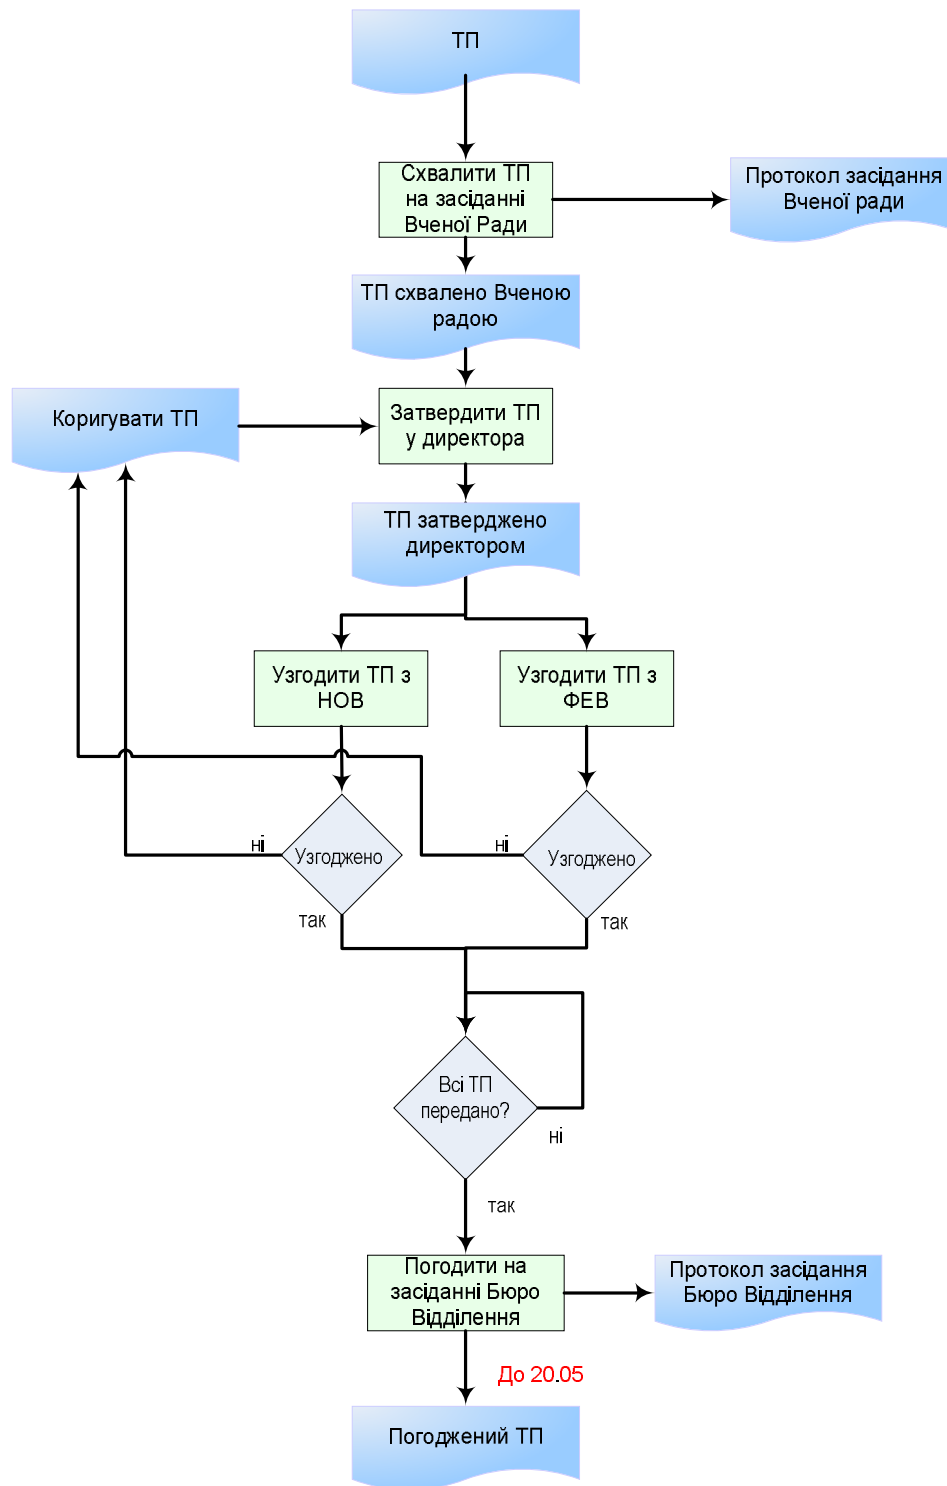 ТП
Схвалити ТП
на засіданні
Вченої Ради
Протокол засідання
Вченої ради
ТП схвалено Вченою
радою
Коригувати ТП
Затвердити ТП
у директора
ТП затверджено
директором
Узгодити ТП з
НОВ
Узгодити ТП з
ФЕВ
ні
Узгоджено
ні
Узгоджено
так
так
Всі ТП
передано?
ні
так
Погодити на
засіданні Бюро
Відділення
Протокол засідання
Бюро Відділення
До 20.05
Погоджений ТП